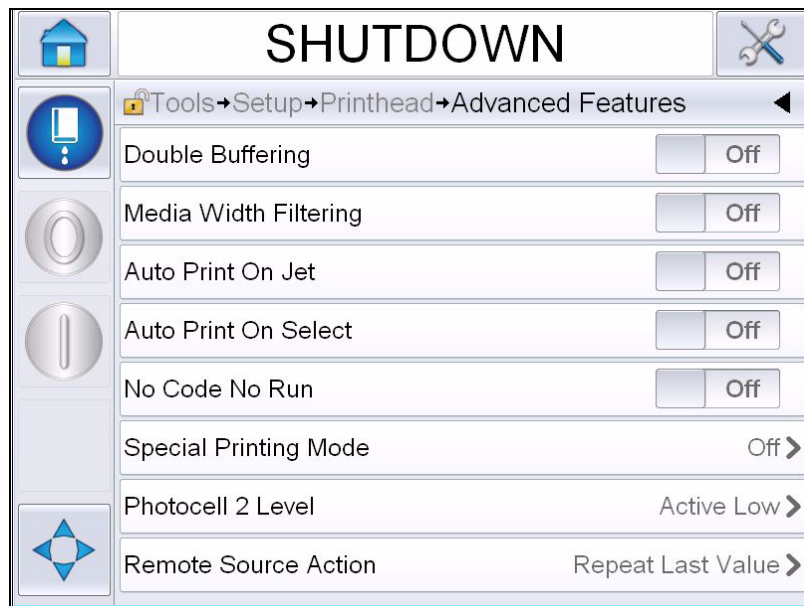 SHUTDOWN
Tools→Setup→Printhead→Advanced Features
Double Buffering Off
Media Width Filtering Off
Auto Print On Jet Off
Auto Print On Select Off
No Code No Run Off
Special Printing Mode Off
Photocell 2 Level Active Low
Remote Source Action Repeat Last Value